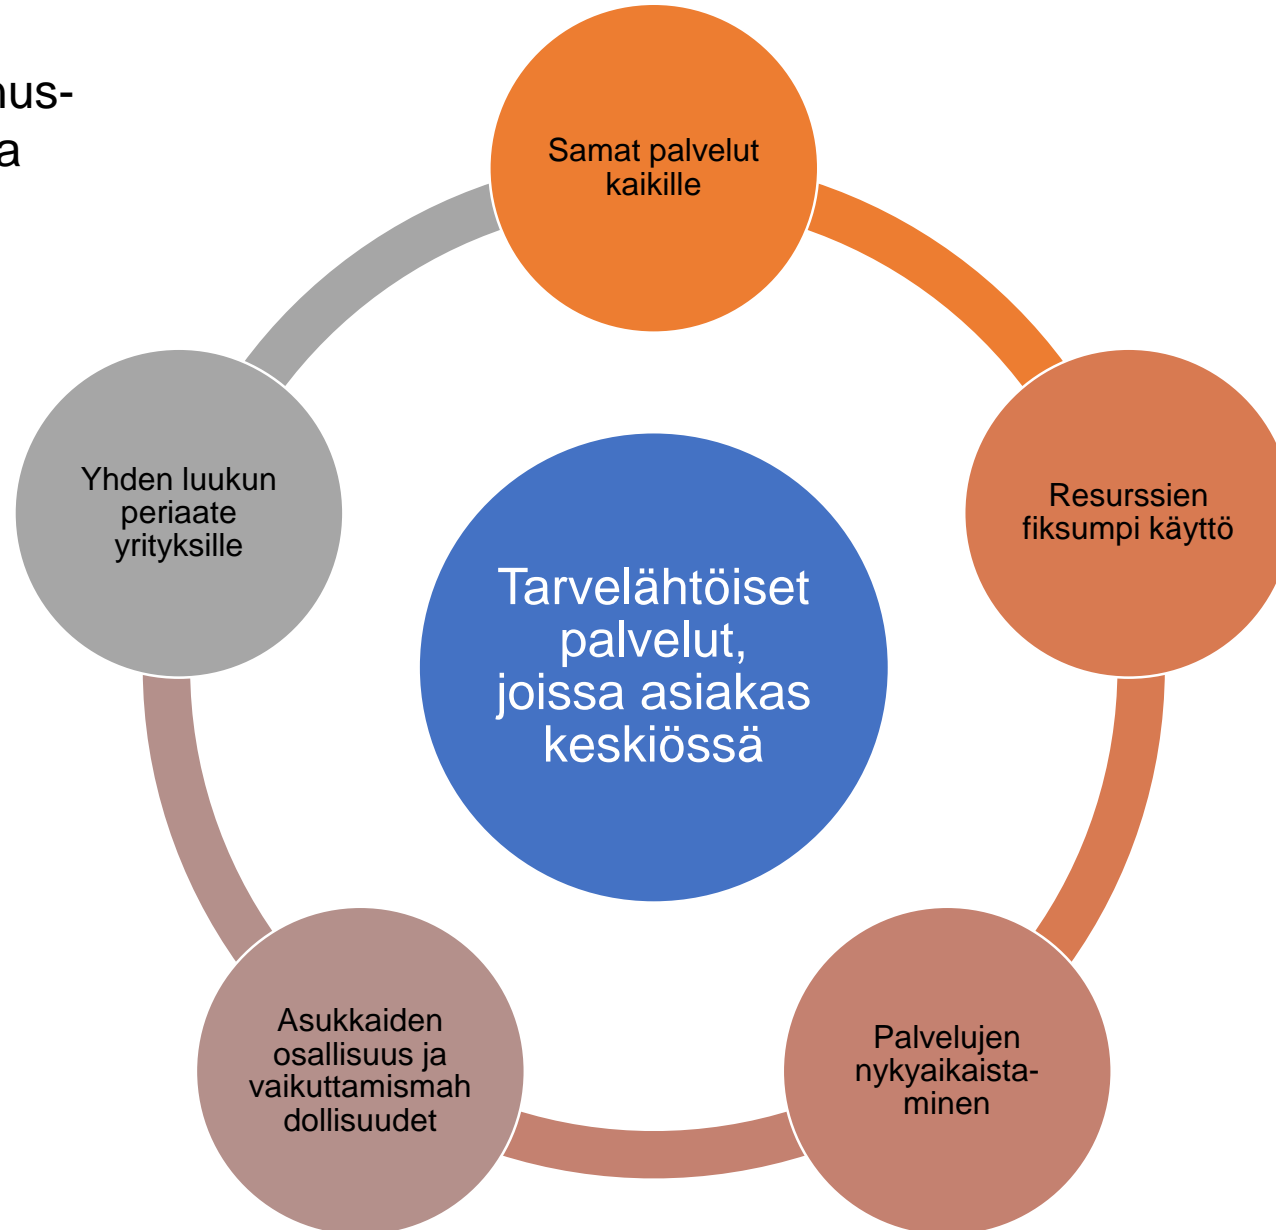 nus-
a
Samat palvelut
kaikille
Yhden luukun
periaate
yrityksille
Resurssien
fiksumpi käyttö
Tarvelähtöiset
palvelut,
joissa asiakas
keskiössä
Asukkaiden
osallisuus ja
vaikuttamismah
dollisuudet
Palvelujen
nykyaikaista-
minen